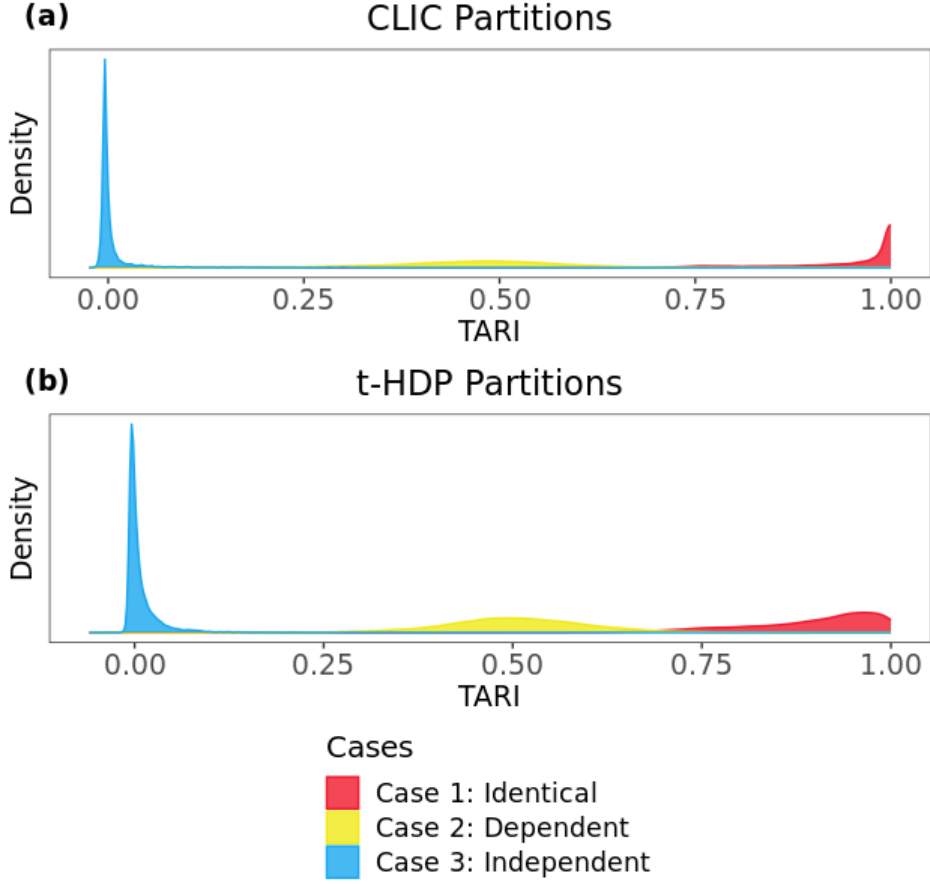 (a)
CLIC Partitions
Density
0.00 0.25 0.50 0.75 1.00
TARI
(b)
t-HDP Partitions
Density
0.00 0.25 0.50 0.75 1.00
TARI
Cases
Case 1: Identical
Case 2: Dependent
Case 3: Independent